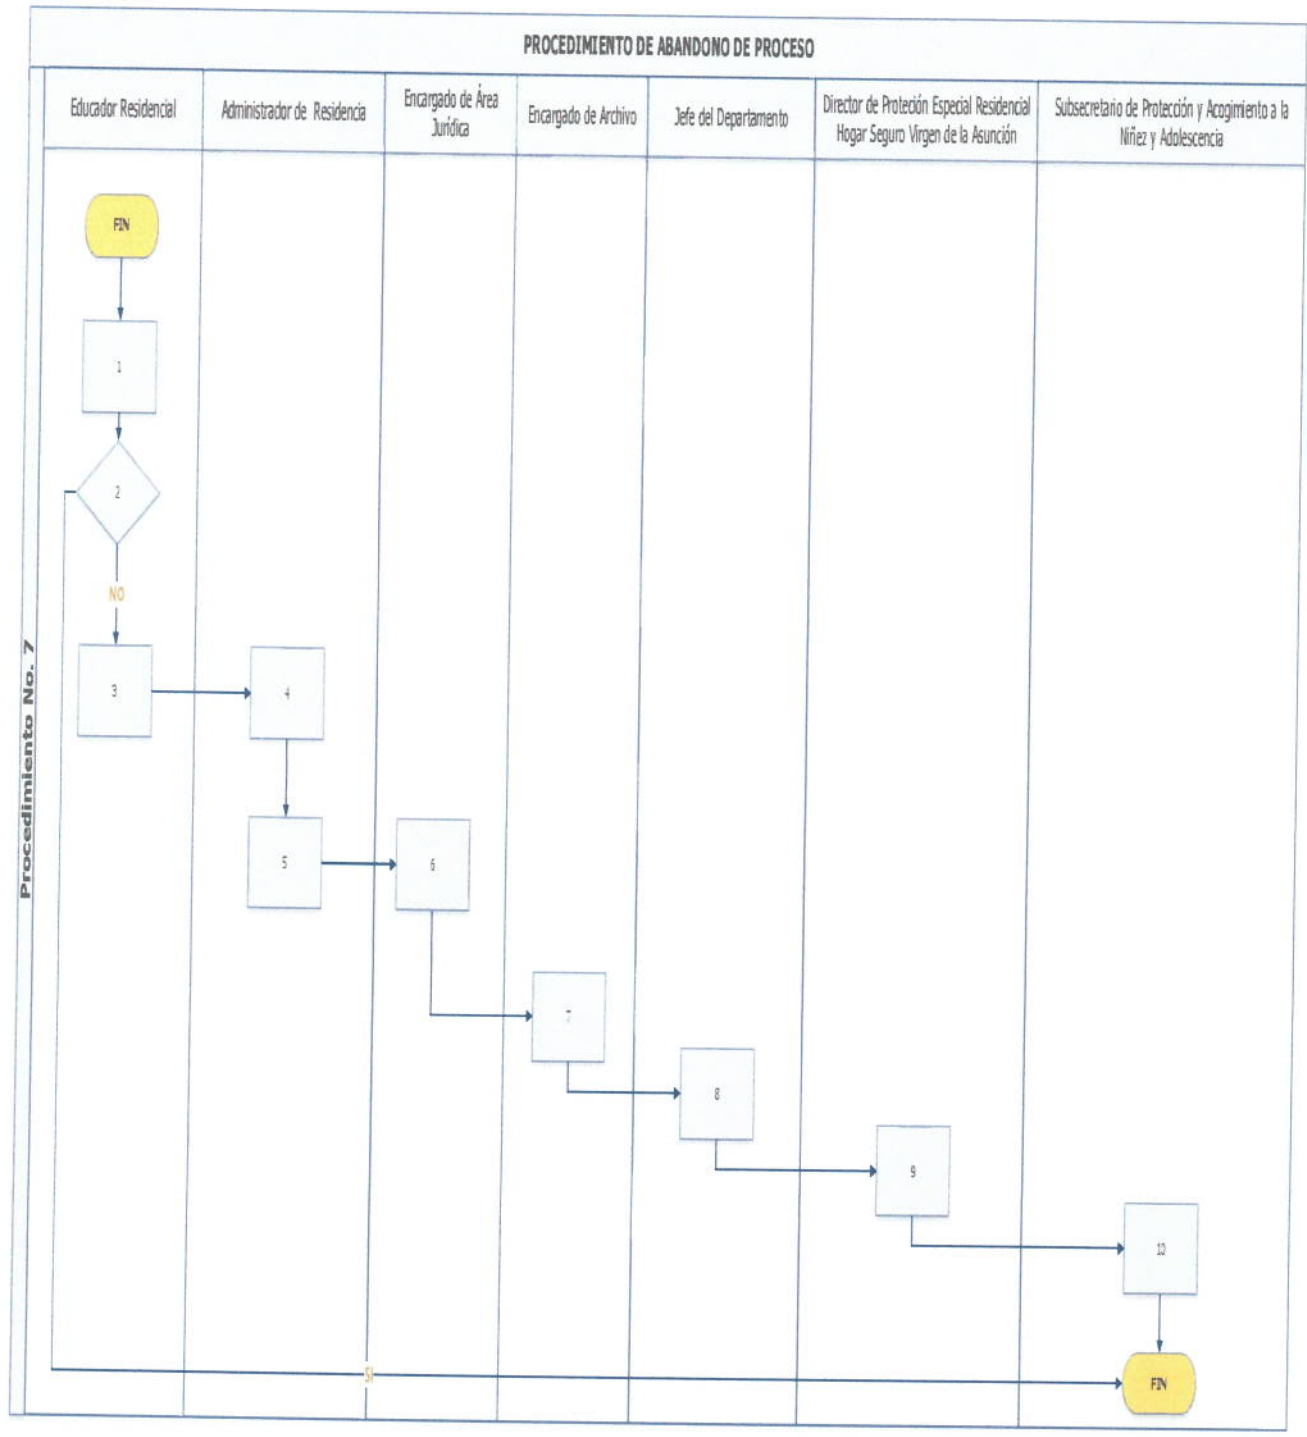 PROCEDIMIENTO DE ABANDONO DE PROCESO
Educador Residencial
Administrador de Residencia
Encargado de Área
Jurídica
Encargado de Archivo
Jefe del Departamento
Director de Proteción Especial Residencial
Hogar Seguro Virgen de la Asunción
Subsecretario de Protección y Acogimiento a la
Niñez y Adolescencia
Procedimiento No. 7
FIN
1
2
NO
3
4
5
6
7
8
9
10
SI
FIN